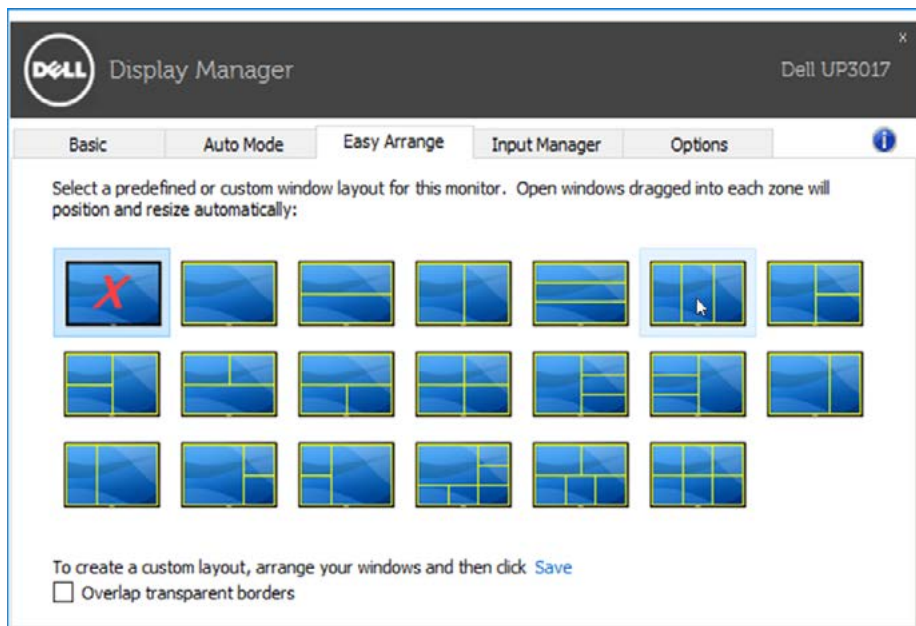 x
DELL Display Manager Dell UP3017
Basic Auto Mode Easy Arrange Input Manager Options i
Select a predefined or custom window layout for this monitor. Open windows dragged into each zone will
position and resize automatically:
X
To create a custom layout, arrange your windows and then click Save
Overlap transparent borders